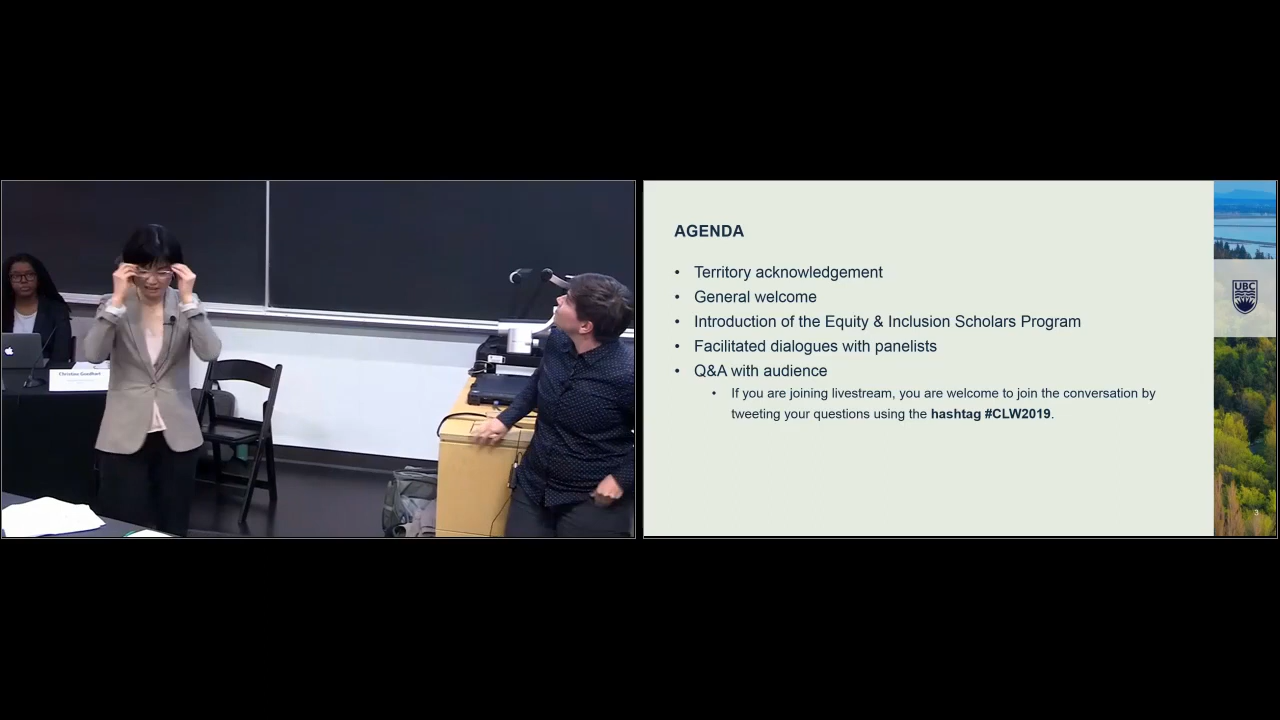 Christine Goodhart
AGENDA
• Territory acknowledgement
• General welcome
• Introduction of the Equity & Inclusion Scholars Program
• Facilitated dialogues with panelists
• Q&A with audience
• If you are joining livestream, you are welcome to join the conversation by
tweeting your questions using the hashtag #CLW2019.
UBC
3